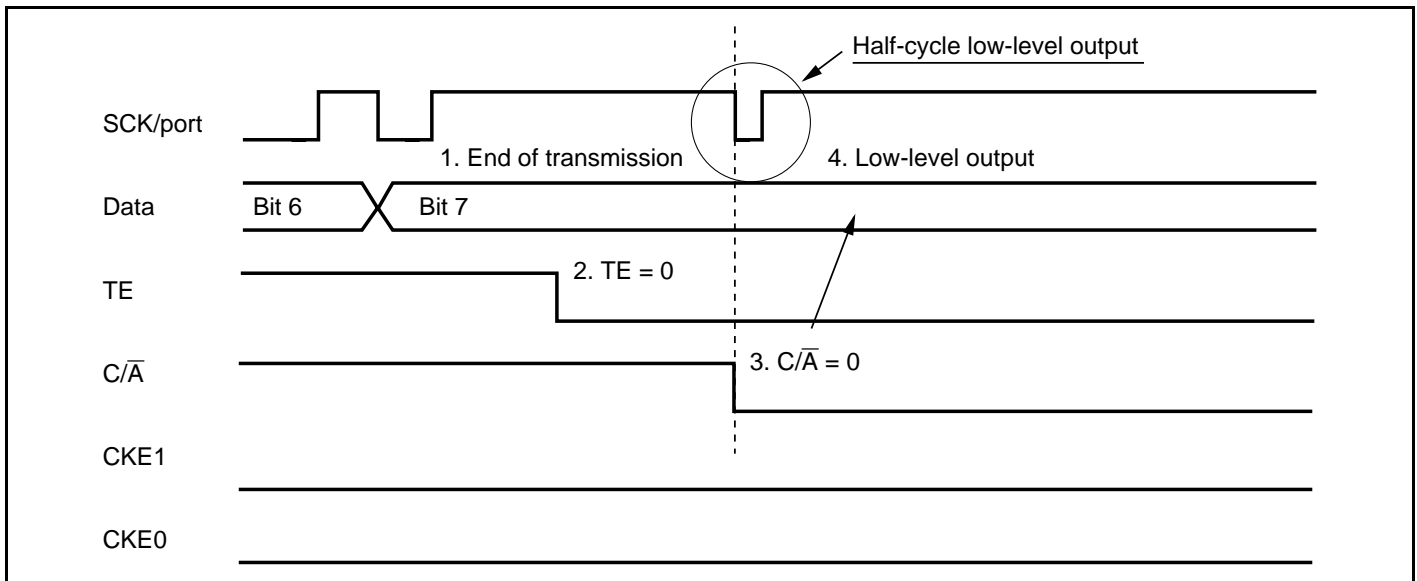 Half-cycle low-level output
SCK/port
1. End of transmission
4. Low-level output
Data
Bit 6
Bit 7
TE
2. TE = 0
C/A̅
3. C/A̅ = 0
CKE1
CKE0